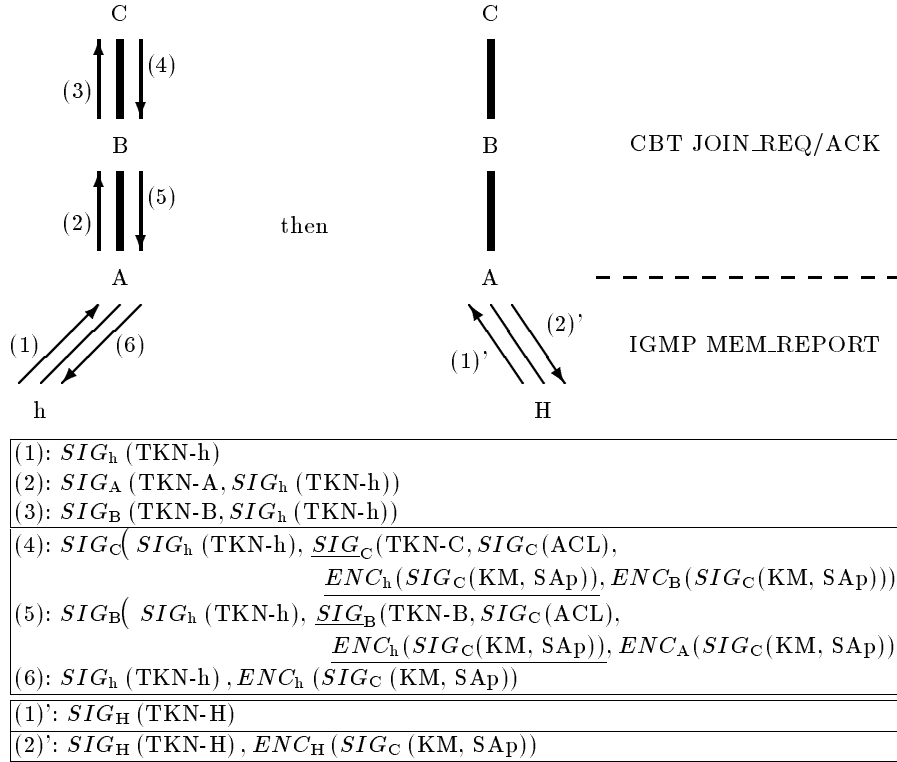 C C
(3) (4)
B B CBT JOIN_REQ/ACK
(2) (5)
then
A A
(1) (6) (1)' (2)' IGMP MEM_REPORT
h H
(1): SIG_h (TKN-h)
(2): SIG_A (TKN-A, SIG_h (TKN-h))
(3): SIG_B (TKN-B, SIG_h (TKN-h))
(4): SIG_C( SIG_h (TKN-h), SIG_C(TKN-C, SIG_C(ACL),
ENC_h(SIG_C(KM, SAp)), ENC_B(SIG_C(KM, SAp)))
(5): SIG_B( SIG_h (TKN-h), SIG_B(TKN-B, SIG_C(ACL),
ENC_h(SIG_C(KM, SAp)), ENC_A(SIG_C(KM, SAp))
(6): SIG_h (TKN-h) , ENC_h (SIG_C (KM, SAp))
(1)': SIG_H (TKN-H)
(2)': SIG_H (TKN-H) , ENC_H (SIG_C (KM, SAp))